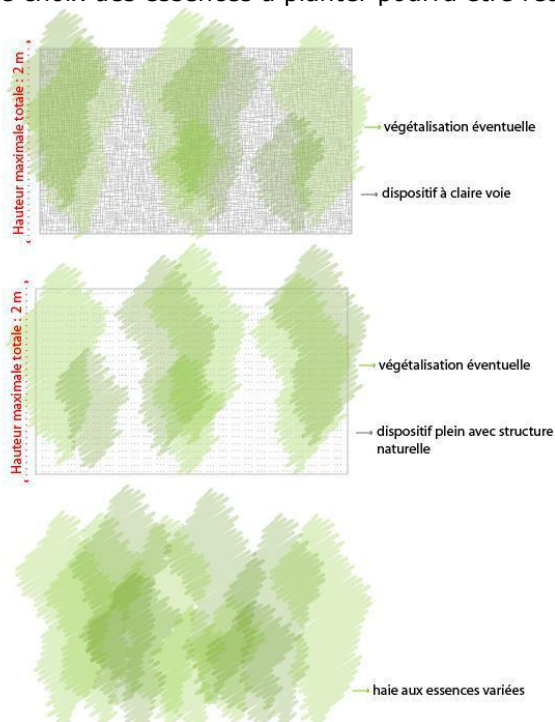 choix des essences à planter pourra être
Hauteur maximale totale : 2 m
végétalisation éventuelle
dispositif à claire voie
Hauteur maximale totale : 2 m
végétalisation éventuelle
dispositif plein avec structure
naturelle
haie aux essences variées